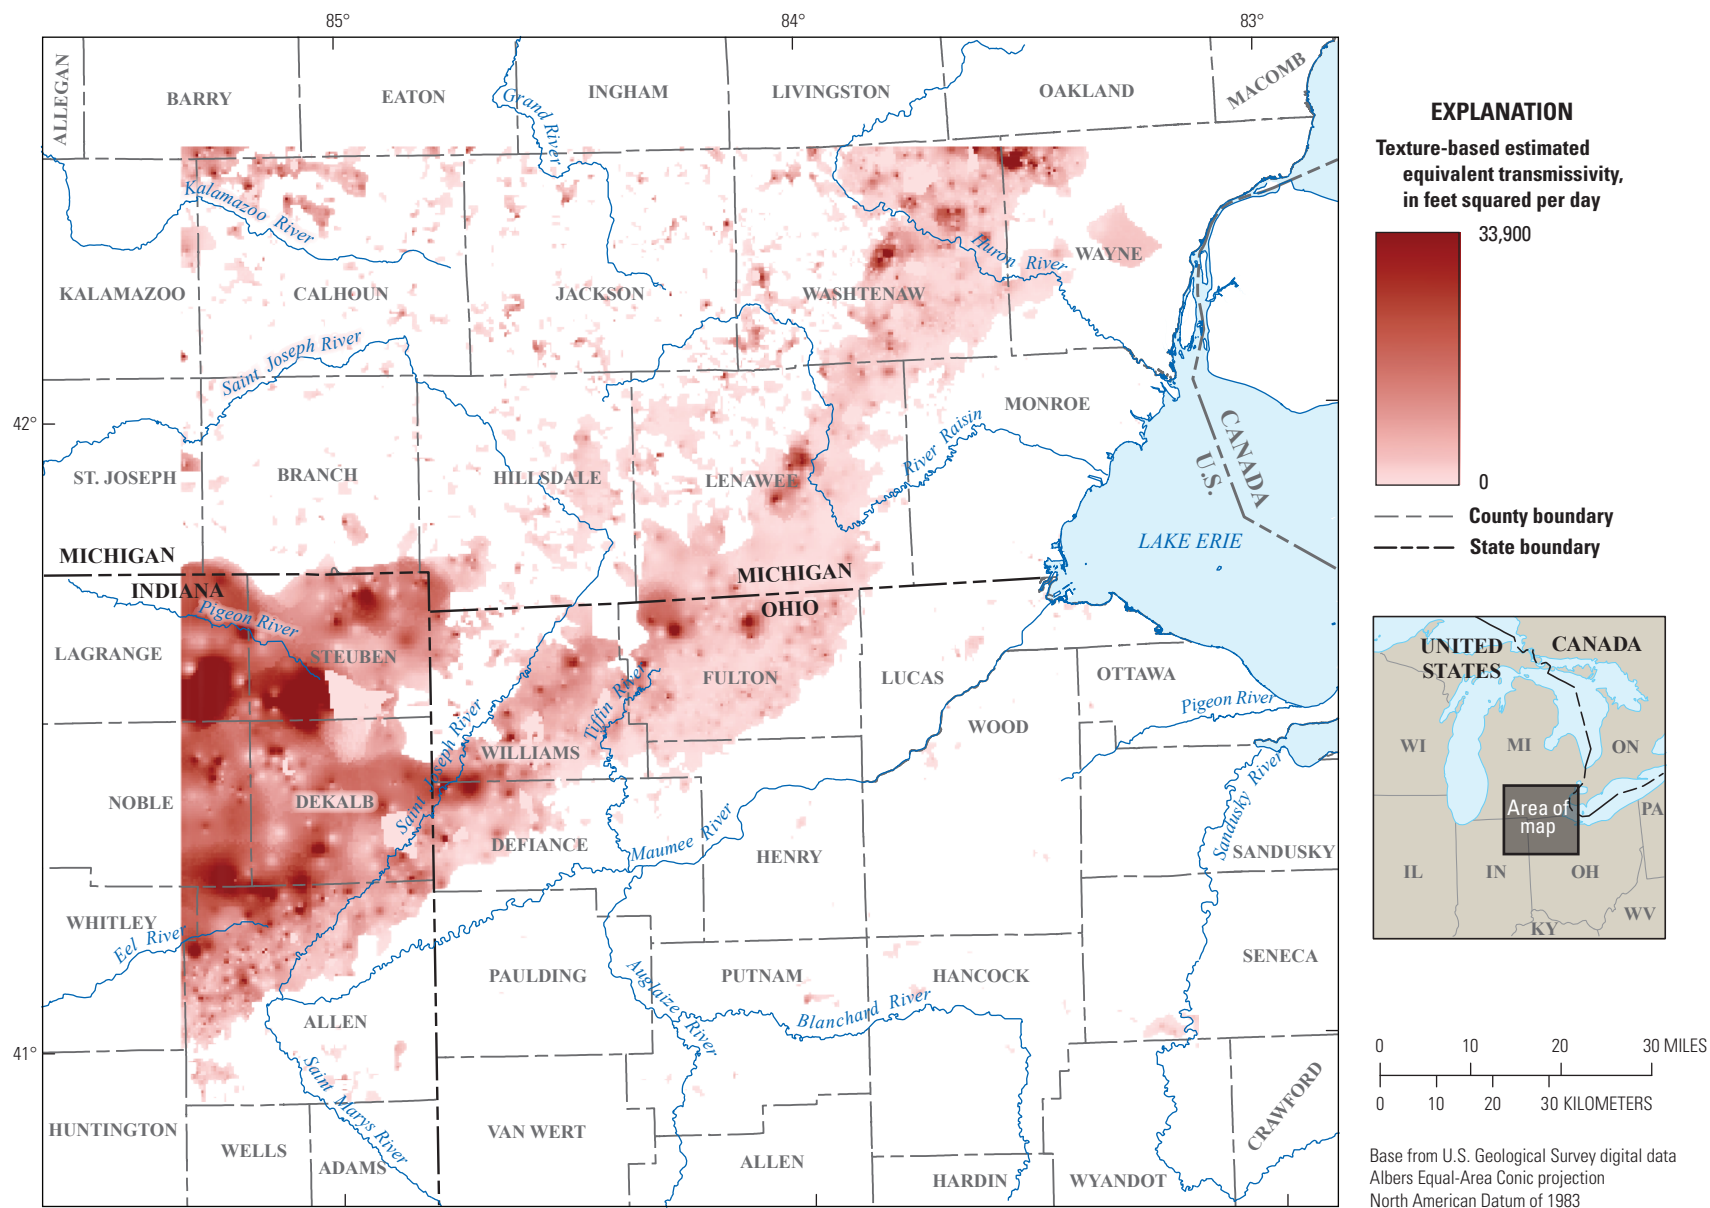 85°
84°
83°
ALLEGAN
BARRY
EATON
INGHAM
LIVINGSTON
OAKLAND
MACOMB
Grand River
Kalamazoo River
Huron River
WAYNE
KALAMAZOO
CALHOUN
JACKSON
WASHTENAW
Saint Joseph River
42°
MONROE
River Raisin
CANADA
U.S.
ST. JOSEPH
BRANCH
HILLSDALE
LENAWEE
LAKE ERIE
MICHIGAN
INDIANA
MICHIGAN
OHIO
Pigeon River
LAGRANGE
STEUBEN
FULTON
LUCAS
OTTAWA
Pigeon River
WOOD
Tiffin River
Saint Joseph River
WILLIAMS
NOBLE
DEKALB
DEFIANCE
Maumee River
HENRY
Sandusky River
SANDUSKY
WHITLEY
Eel River
PAULDING
PUTNAM
HANCOCK
SENECA
Auglaize River
Blanchard River
ALLEN
41°
Saint Marys River
HUNTINGTON
WELLS
ADAMS
VAN WERT
ALLEN
HARDIN
WYANDOT
CRAWFORD
EXPLANATION
Texture-based estimated
equivalent transmissivity,
in feet squared per day
33,900
0
County boundary
State boundary
UNITED
STATES
CANADA
WI
MI
ON
Area of
map
PA
IL
IN
OH
WV
KY
0 10 20 30 MILES
0 10 20 30 KILOMETERS
Base from U.S. Geological Survey digital data
Albers Equal-Area Conic projection
North American Datum of 1983